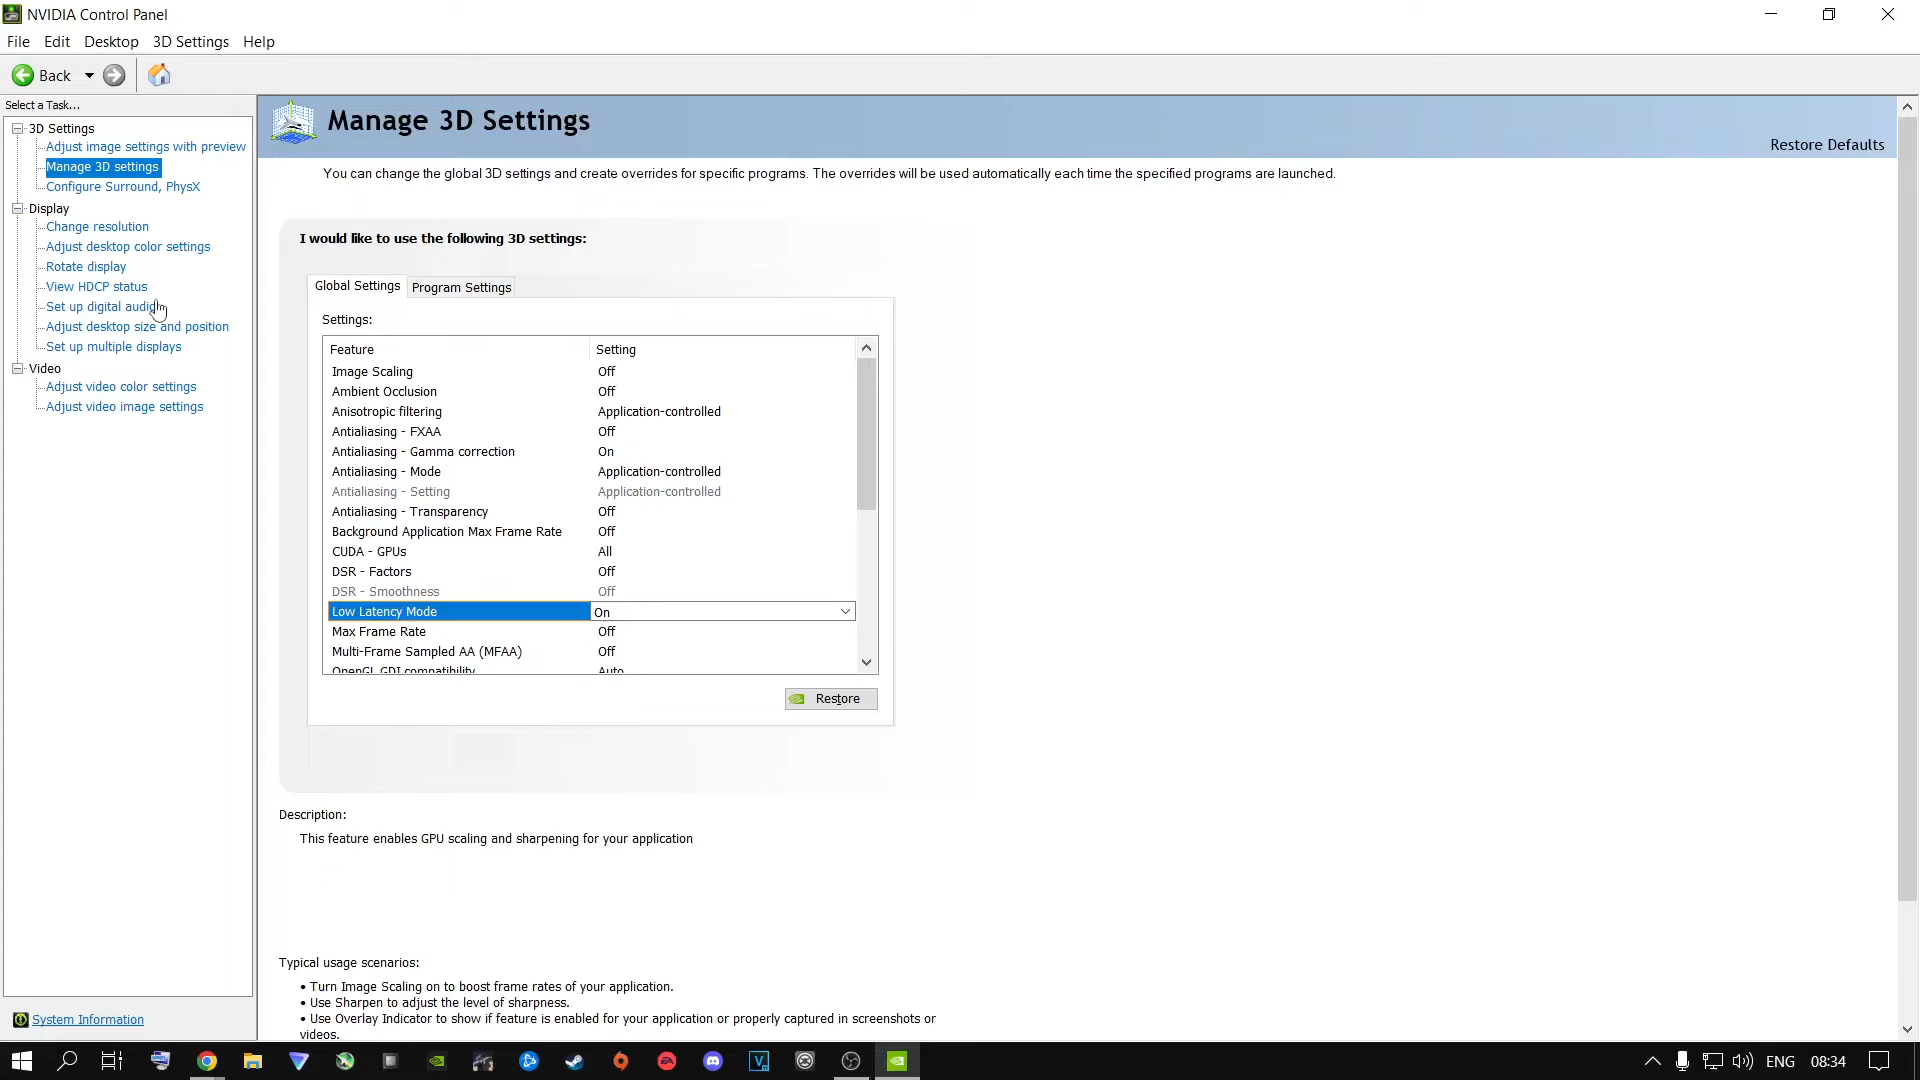 NVIDIA Control Panel
File Edit Desktop 3D Settings Help
Back
Select a Task...
3D Settings
Adjust image settings with preview
Manage 3D settings
Configure Surround, PhysX
Display
Change resolution
Adjust desktop color settings
Rotate display
View HDCP status
Set up digital audio
Adjust desktop size and position
Set up multiple displays
Video
Adjust video color settings
Adjust video image settings
System Information
Manage 3D Settings
Restore Defaults
You can change the global 3D settings and create overrides for specific programs. The overrides will be used automatically each time the specified programs are launched.
I would like to use the following 3D settings:
Global Settings Program Settings
Settings:
Feature Setting
Image Scaling Off
Ambient Occlusion Off
Anisotropic filtering Application-controlled
Antialiasing - FXAA Off
Antialiasing - Gamma correction On
Antialiasing - Mode Application-controlled
Antialiasing - Setting Application-controlled
Antialiasing - Transparency Off
Background Application Max Frame Rate Off
CUDA - GPUs All
DSR - Factors Off
DSR - Smoothness Off
Low Latency Mode On
Max Frame Rate Off
Multi-Frame Sampled AA (MFAA) Off
OpenGL GDI compatibility Auto
Restore
Description:
This feature enables GPU scaling and sharpening for your application
Typical usage scenarios:
• Turn Image Scaling on to boost frame rates of your application.
• Use Sharpen to adjust the level of sharpness.
• Use Overlay Indicator to show if feature is enabled for your application or properly captured in screenshots or
videos.
ENG 08:34